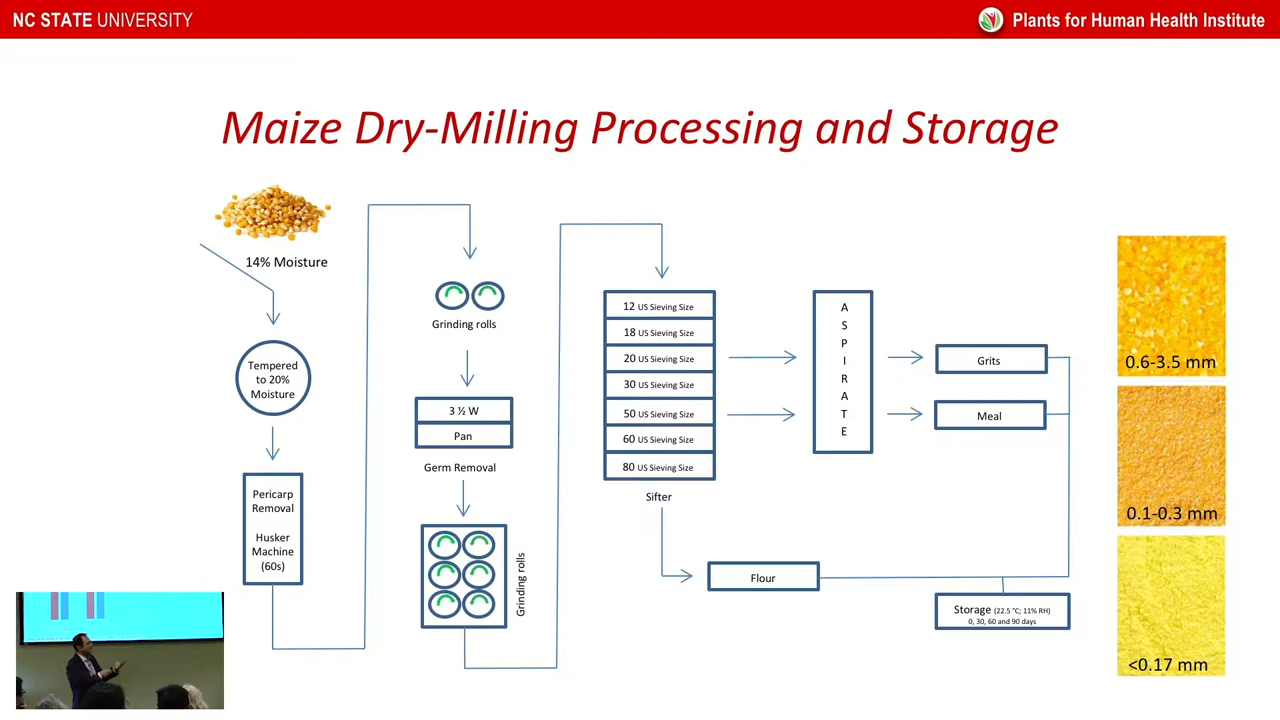 NC STATE UNIVERSITY
Plants for Human Health Institute
Maize Dry-Milling Processing and Storage
14% Moisture
Tempered
to 20%
Moisture
Pericarp
Removal
Husker
Machine
(60s)
Grinding rolls
3 ½ W
Pan
Germ Removal
Grinding rolls
12 US Sieving Size
18 US Sieving Size
20 US Sieving Size
30 US Sieving Size
50 US Sieving Size
60 US Sieving Size
80 US Sieving Size
Sifter
A
S
P
I
R
A
T
E
Grits
Meal
Flour
Storage (22.5 °C; 11% RH)
0, 30, 60 and 90 days
0.6-3.5 mm
0.1-0.3 mm
<0.17 mm